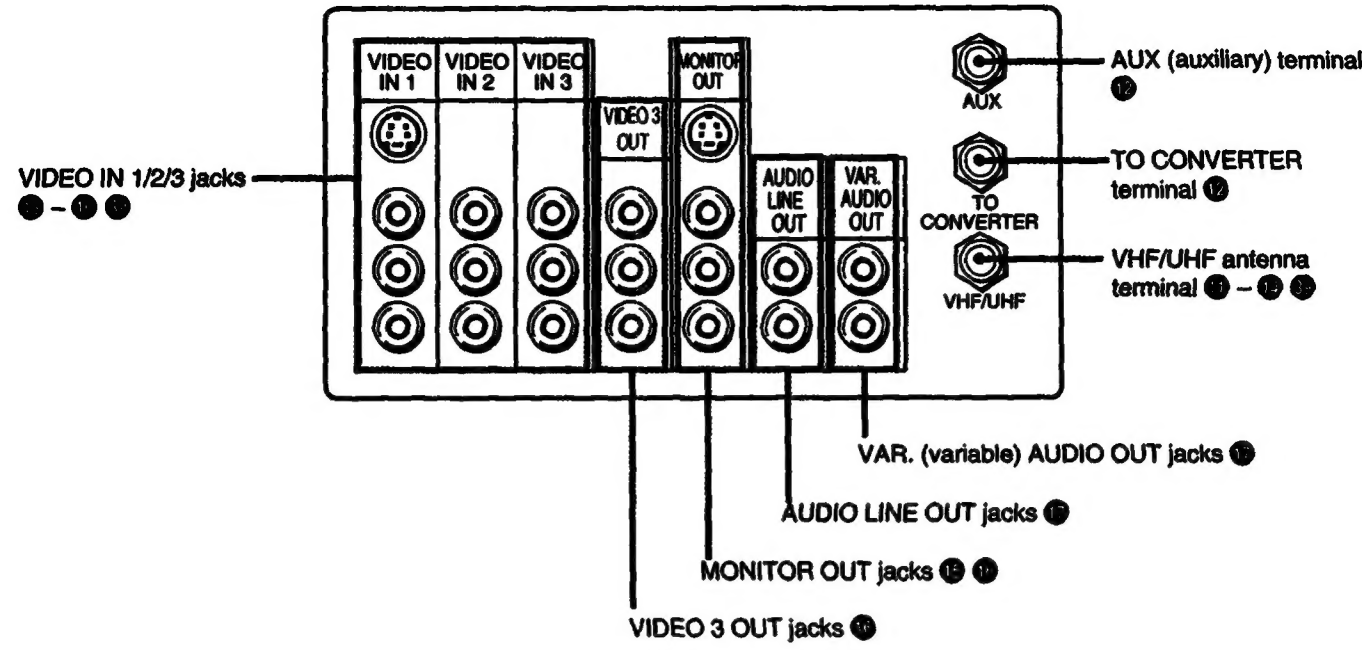 VIDEO IN 1
VIDEO IN 2
VIDEO IN 3
VIDEO 3 OUT
MONITOR OUT
AUDIO LINE OUT
VAR. AUDIO OUT
AUX
TO CONVERTER
VHF/UHF
VIDEO IN 1/2/3 jacks
–
AUX (auxiliary) terminal
12
TO CONVERTER
terminal 12
VHF/UHF antenna
terminal –
VAR. (variable) AUDIO OUT jacks
AUDIO LINE OUT jacks
MONITOR OUT jacks
VIDEO 3 OUT jacks